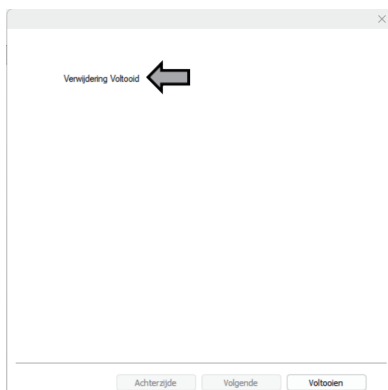 Verwijdering Voltooid
Achterzijde
Volgende
Voltooien